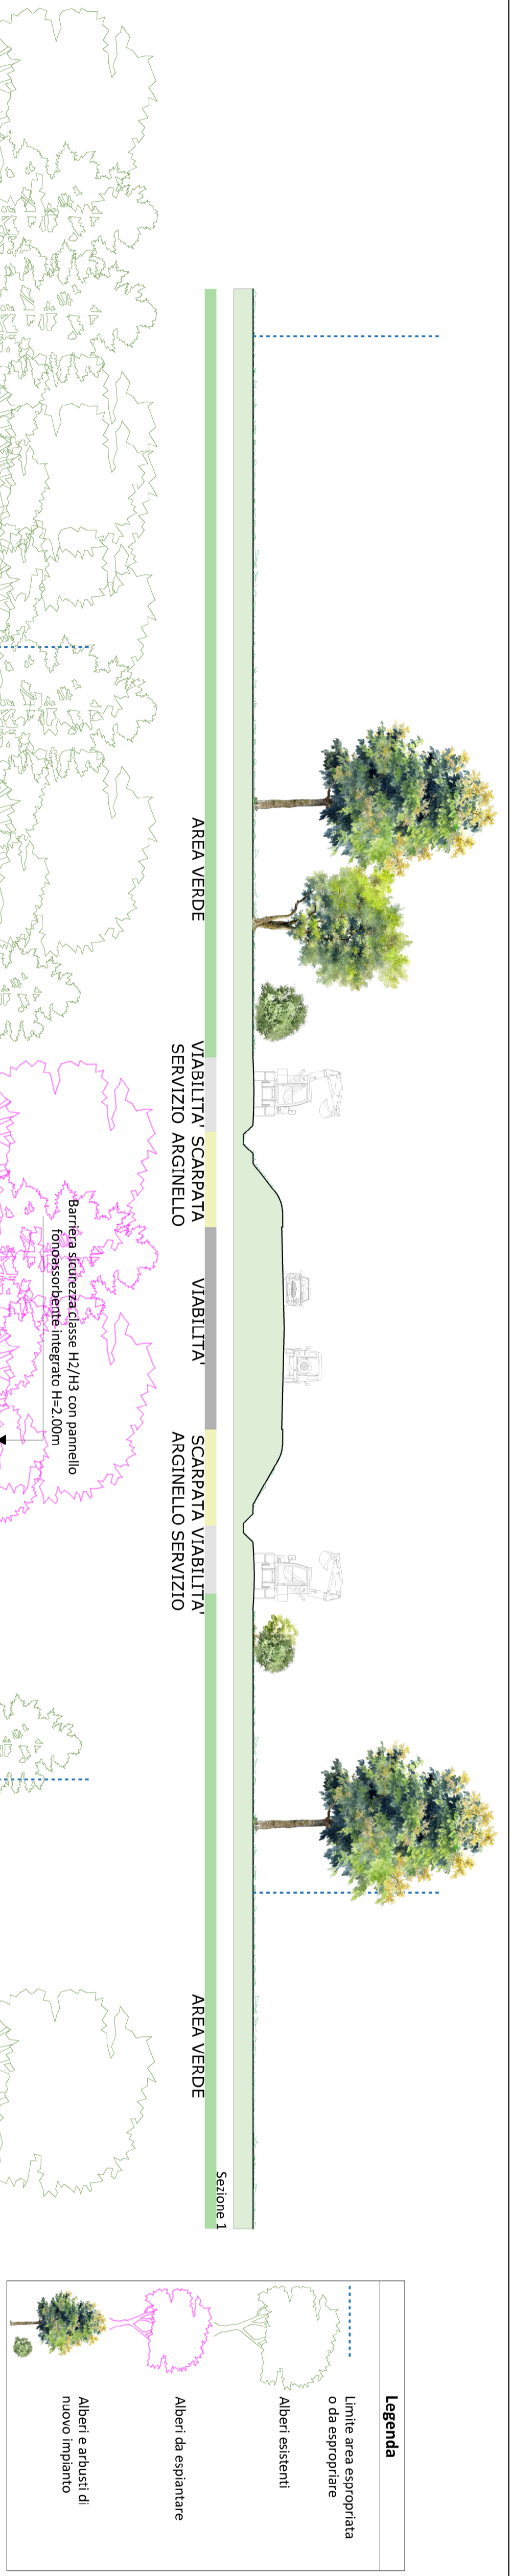 AREA VERDE
VIABILITA'
SERVIZIO
SCARPATA
ARGINELLO
VIABILITA'
SCARPATA
ARGINELLO
VIABILITA'
SERVIZIO
AREA VERDE
Sezione 1
Barriera sicurezza classe H2/H3 con pannello
fonoassorbente integrato H=2.00m
Legenda
Limite area espropriata
o da espropriare
Alberi esistenti
Alberi da espiantare
Alberi e arbusti di
nuovo impianto